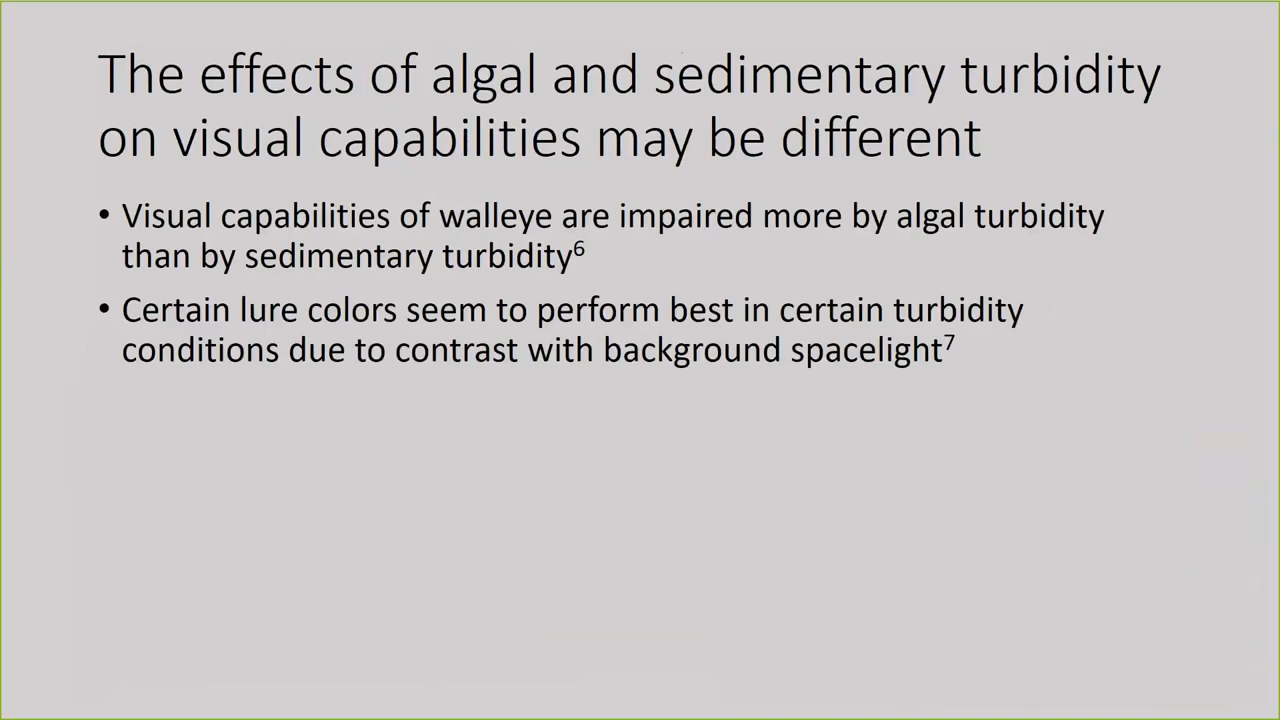 The effects of algal and sedimentary turbidity
on visual capabilities may be different
• Visual capabilities of walleye are impaired more by algal turbidity
than by sedimentary turbidity⁶
• Certain lure colors seem to perform best in certain turbidity
conditions due to contrast with background spacelight⁷